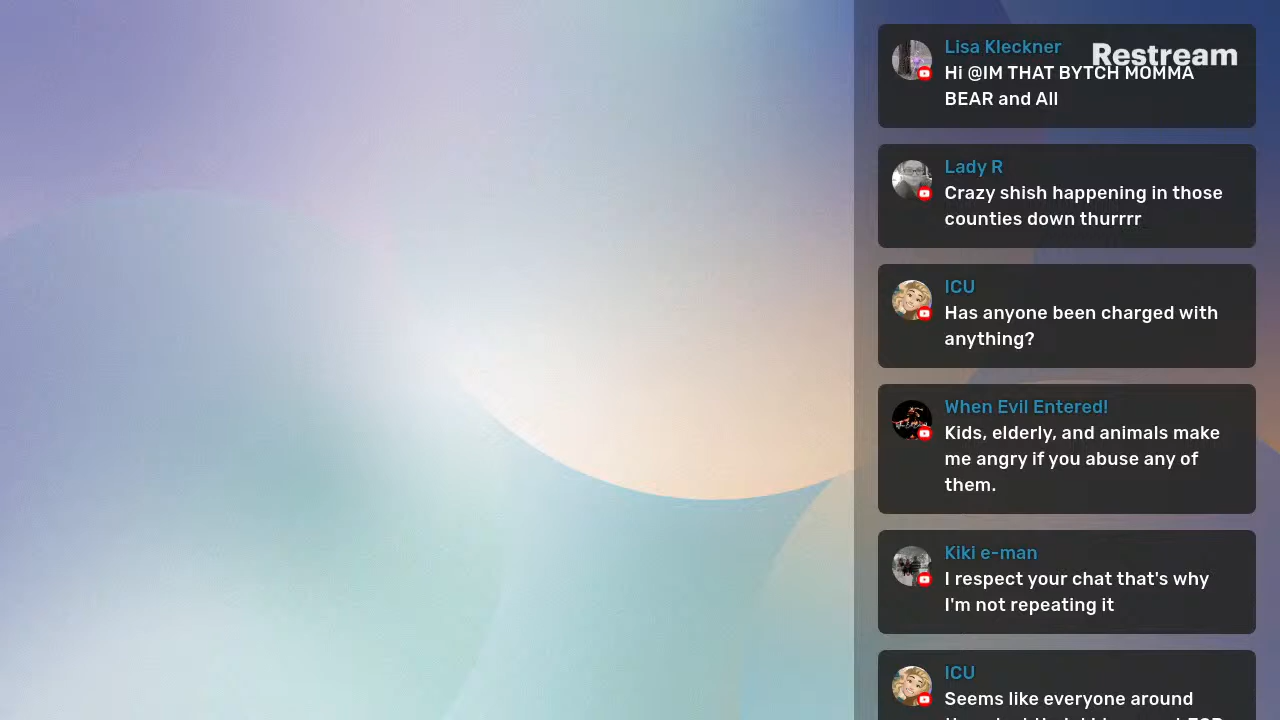 Restream
Lisa Kleckner
Hi @IM THAT BYTCH MOMMA
BEAR and All
Lady R
Crazy shish happening in those
counties down thurrrr
ICU
Has anyone been charged with
anything?
When Evil Entered!
Kids, elderly, and animals make
me angry if you abuse any of
them.
Kiki e-man
I respect your chat that's why
I'm not repeating it
ICU
Seems like everyone around